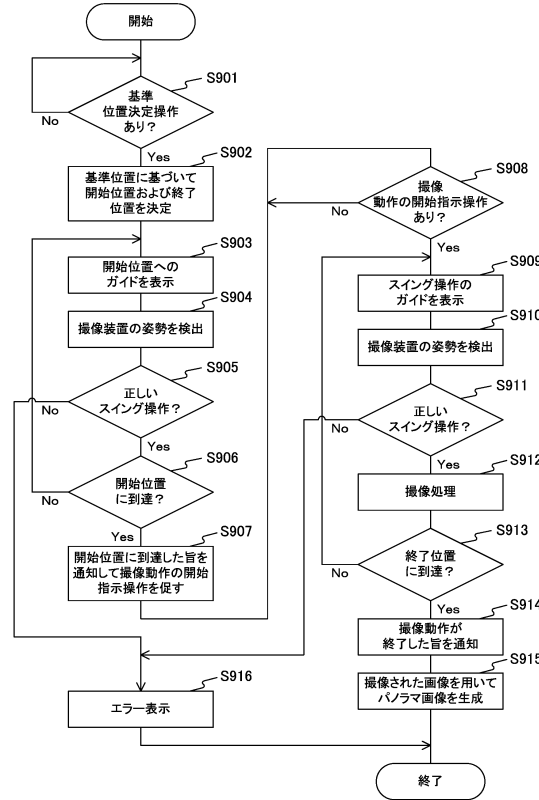 開始
S901
基準
位置決定操作
あり？
No
Yes
S902
基準位置に基づいて
開始位置および終了
位置を決定
S903
開始位置への
ガイドを表示
S904
撮像装置の姿勢を検出
S905
正しい
スイング操作？
No
Yes
S906
開始位置
に到達？
No
Yes
S907
開始位置に到達した旨を
通知して撮像動作の開始
指示操作を促す
S908
撮像
動作の開始指示操作
あり？
No
Yes
S909
スイング操作の
ガイドを表示
S910
撮像装置の姿勢を検出
S911
正しい
スイング操作？
No
Yes
S912
撮像処理
S913
終了位置
に到達？
No
Yes
S914
撮像動作が
終了した旨を通知
S915
撮像された画像を用いて
パノラマ画像を生成
S916
エラー表示
終了